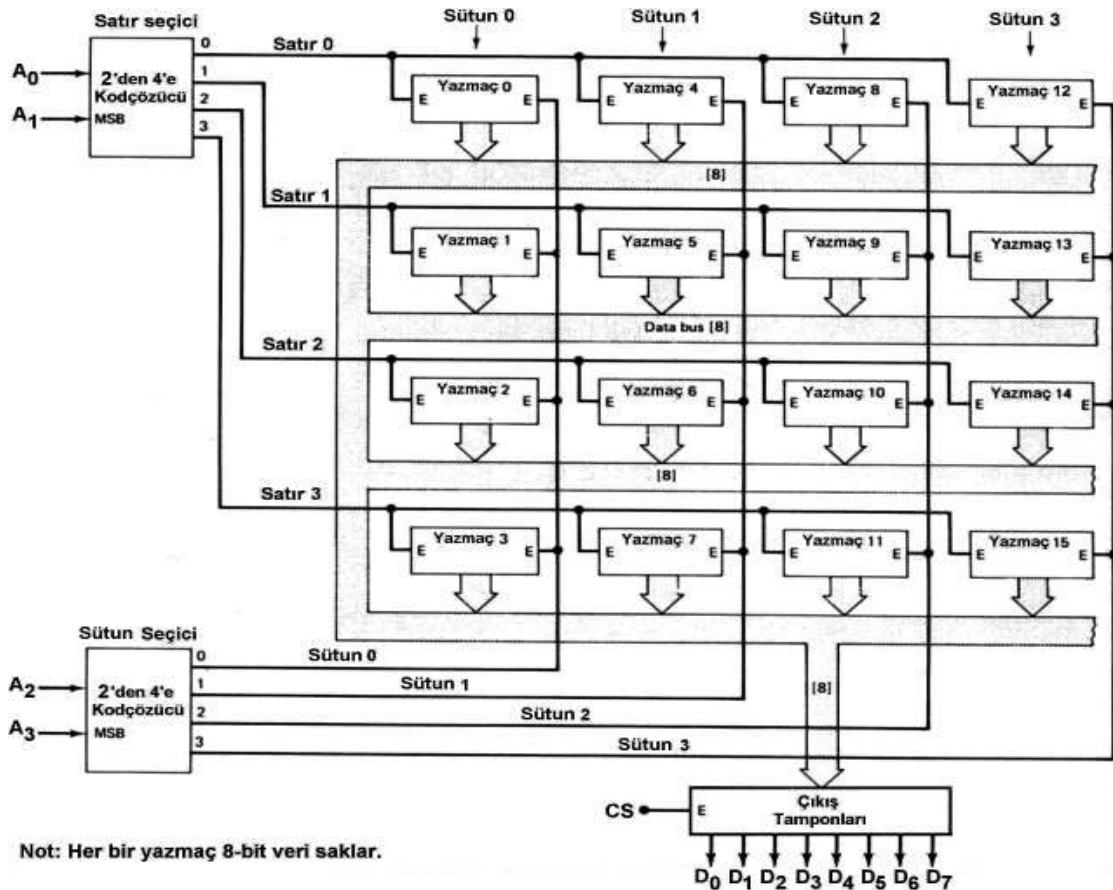 Sütun 0 Sütun 1 Sütun 2 Sütun 3
Satır seçici
A0
A1
2'den 4'e
Kodçözücü
MSB
0
1
2
3
Satır 0
E Yazmaç 0 E
E Yazmaç 4 E
E Yazmaç 8 E
E Yazmaç 12 E
[8]
Satır 1
E Yazmaç 1 E
E Yazmaç 5 E
E Yazmaç 9 E
E Yazmaç 13 E
Data bus [8]
Satır 2
E Yazmaç 2 E
E Yazmaç 6 E
E Yazmaç 10 E
E Yazmaç 14 E
[8]
Satır 3
E Yazmaç 3 E
E Yazmaç 7 E
E Yazmaç 11 E
E Yazmaç 15 E
Sütun Seçici
A2
A3
2'den 4'e
Kodçözücü
MSB
0
1
2
3
Sütun 0
Sütun 1
Sütun 2
Sütun 3
[8]
CS
E
Çıkış
Tamponları
D0 D1 D2 D3 D4 D5 D6 D7
Not: Her bir yazmaç 8-bit veri saklar.